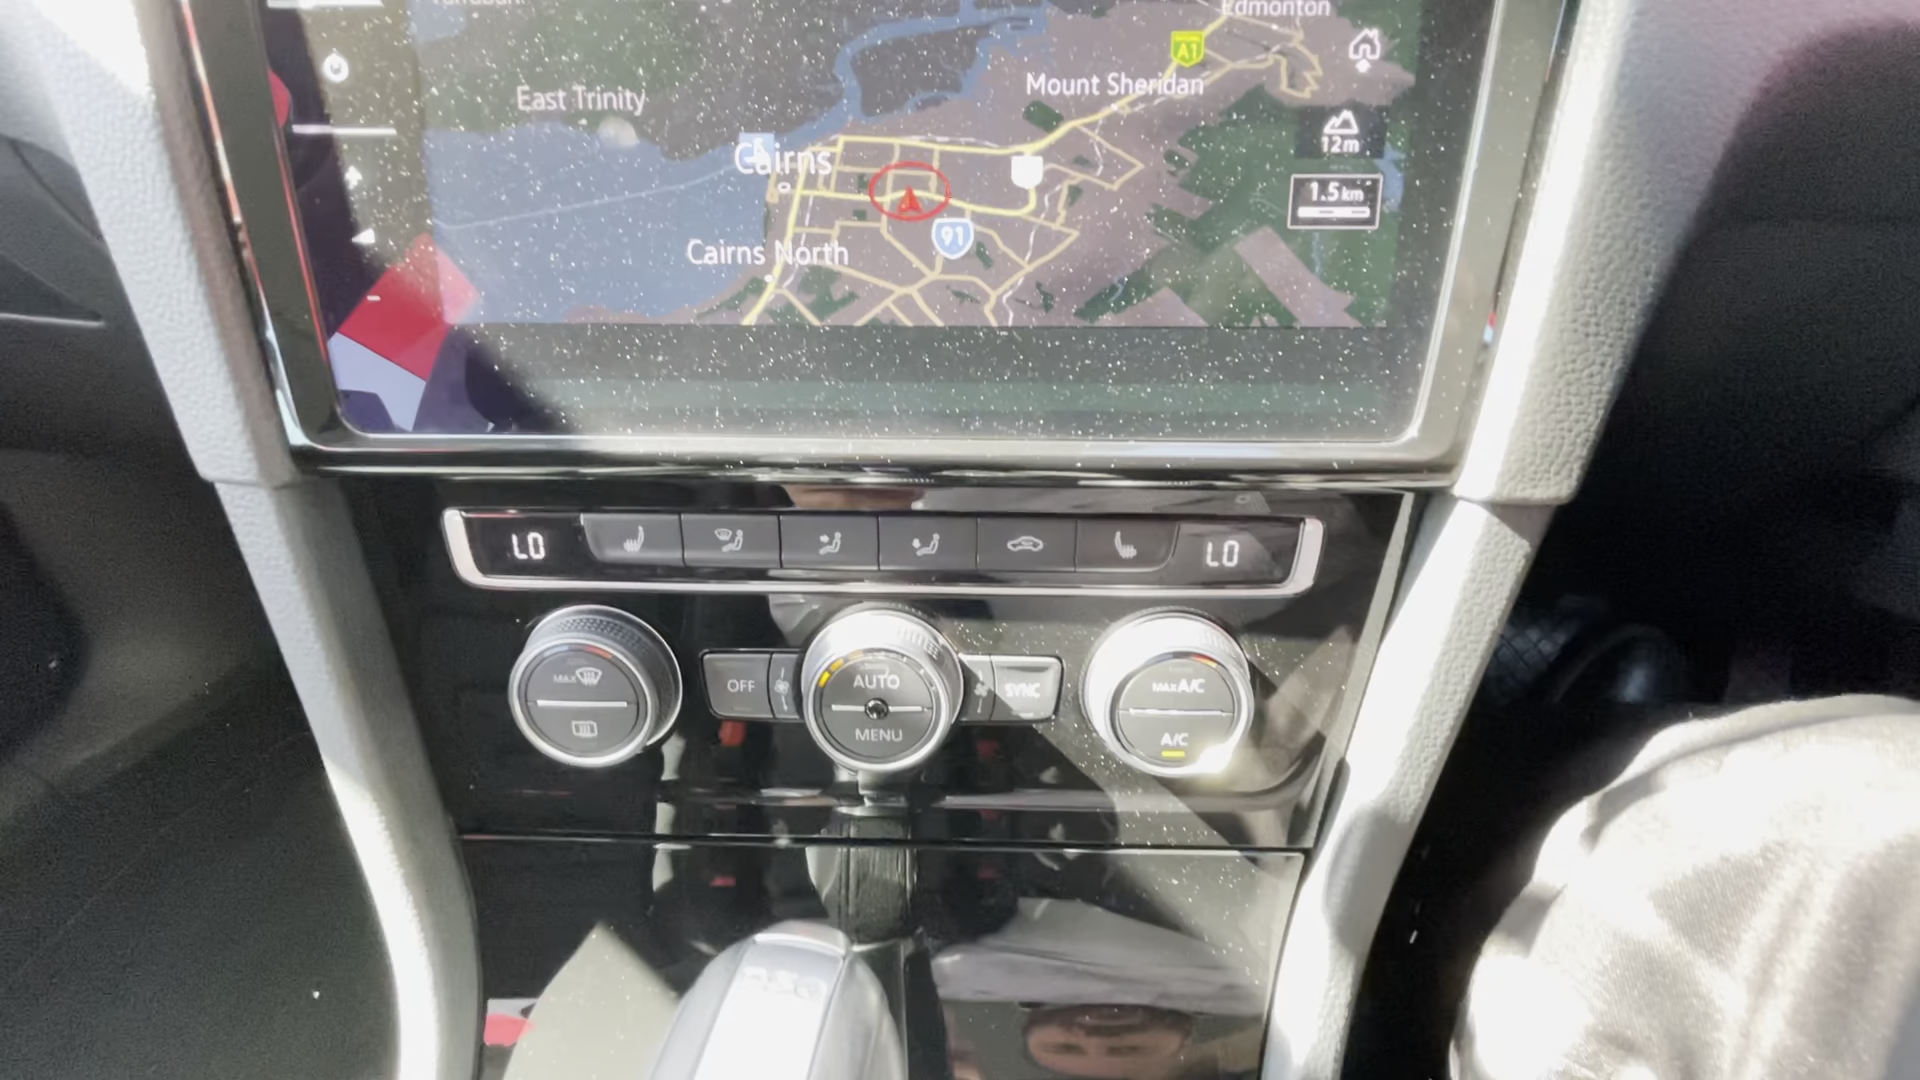 Edmonton
A1
Mount Sheridan
East Trinity
12m
Cairns
1.5 km
91
Cairns North
LO
LO
MAX
OFF
AUTO
MENU
SYNC
MAX A/C
A/C